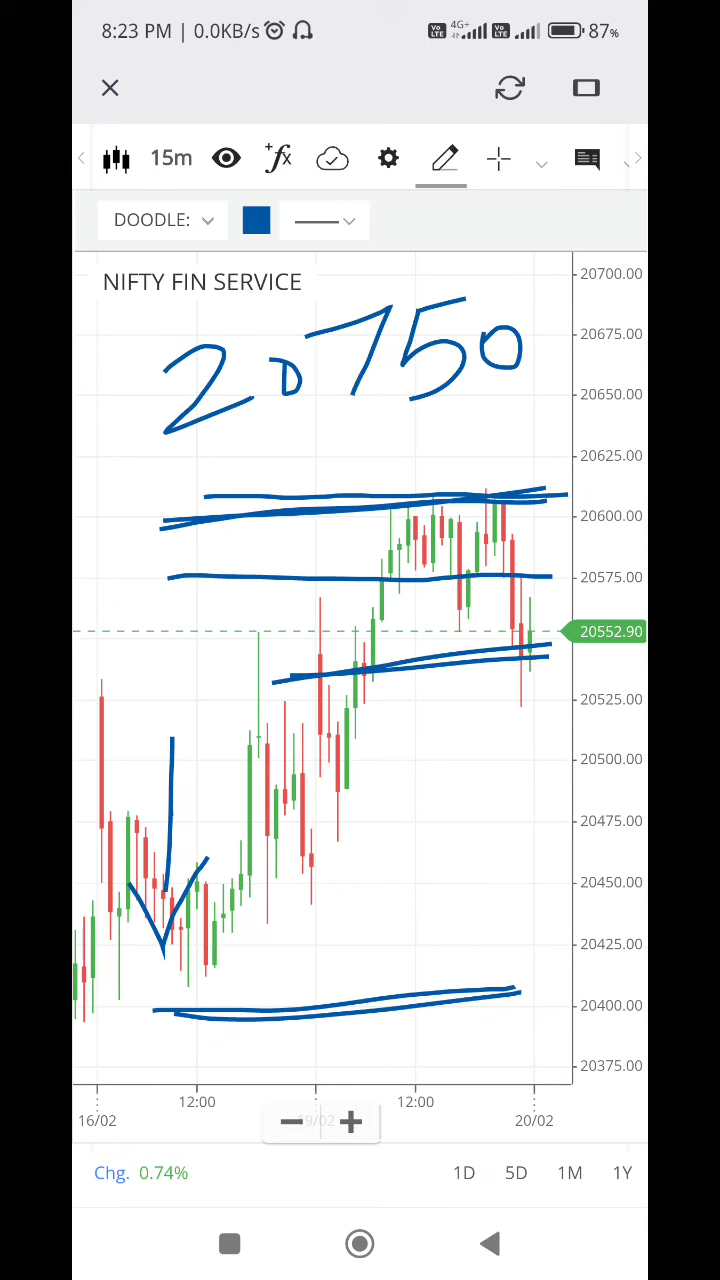 8:23 PM | 0.0KB/s 4G+ 87%
15m fx
DOODLE:
NIFTY FIN SERVICE
20750
20700.00
20675.00
20650.00
20625.00
20600.00
20575.00
20552.90
20525.00
20500.00
20475.00
20450.00
20425.00
20400.00
20375.00
12:00 12:00
16/02 19/02 20/02
Chg. 0.74% 1D 5D 1M 1Y